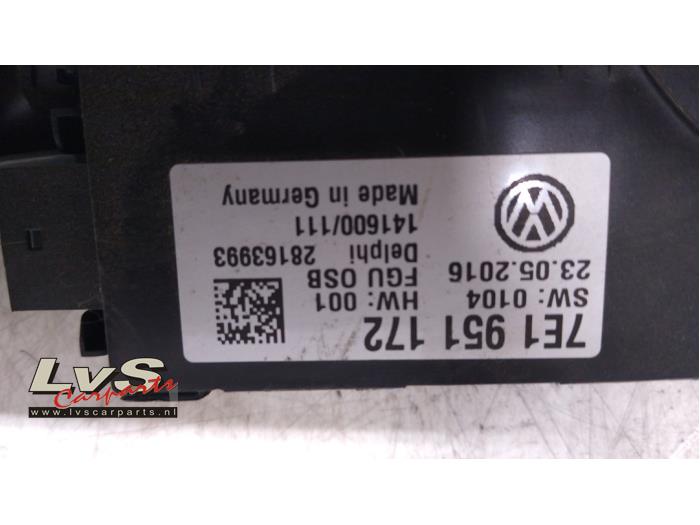 7E1 951 172
SW: 0104 HW: 001
23.05.2016 FGU OSB
Delphi 28163993
141600/111
Made in Germany
LvS
Carparts
www.lvscarparts.nl